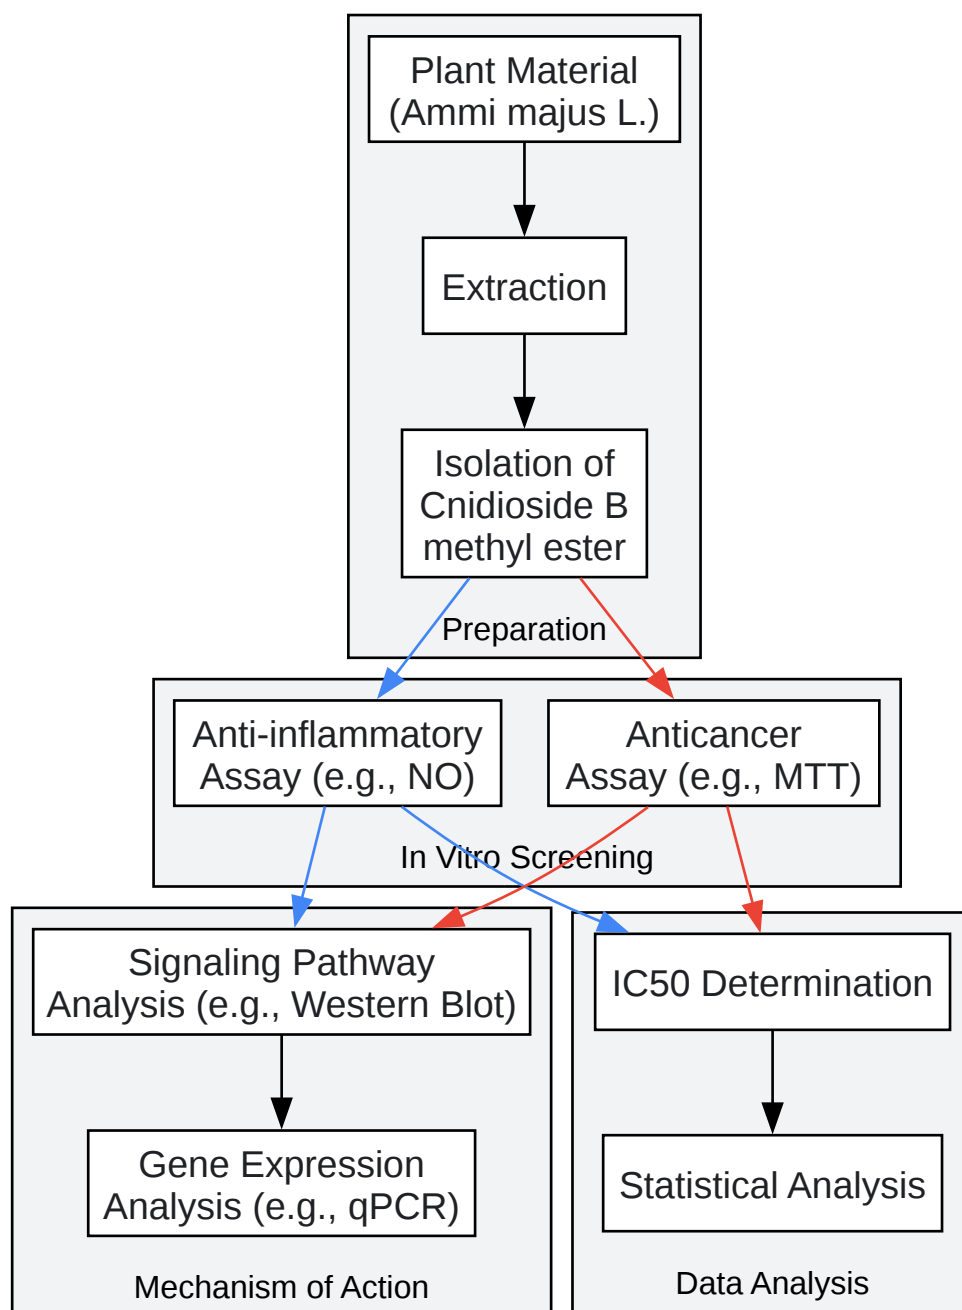 Plant Material
(Ammi majus L.)
Extraction
Isolation of
Cnidioside B
methyl ester
Preparation
Anti-inflammatory
Assay (e.g., NO)
Anticancer
Assay (e.g., MTT)
In Vitro Screening
Signaling Pathway
Analysis (e.g., Western Blot)
IC50 Determination
Gene Expression
Analysis (e.g., qPCR)
Statistical Analysis
Mechanism of Action
Data Analysis